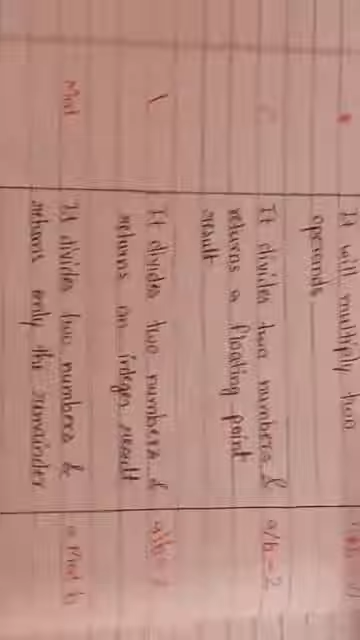 * It will multiply two
operands.
It divides two numbers & a/b = 2
returns a floating point
result
\ It divides two numbers &
returns an integer result
Mod It divides two numbers & a Mod b
returns only the remainder